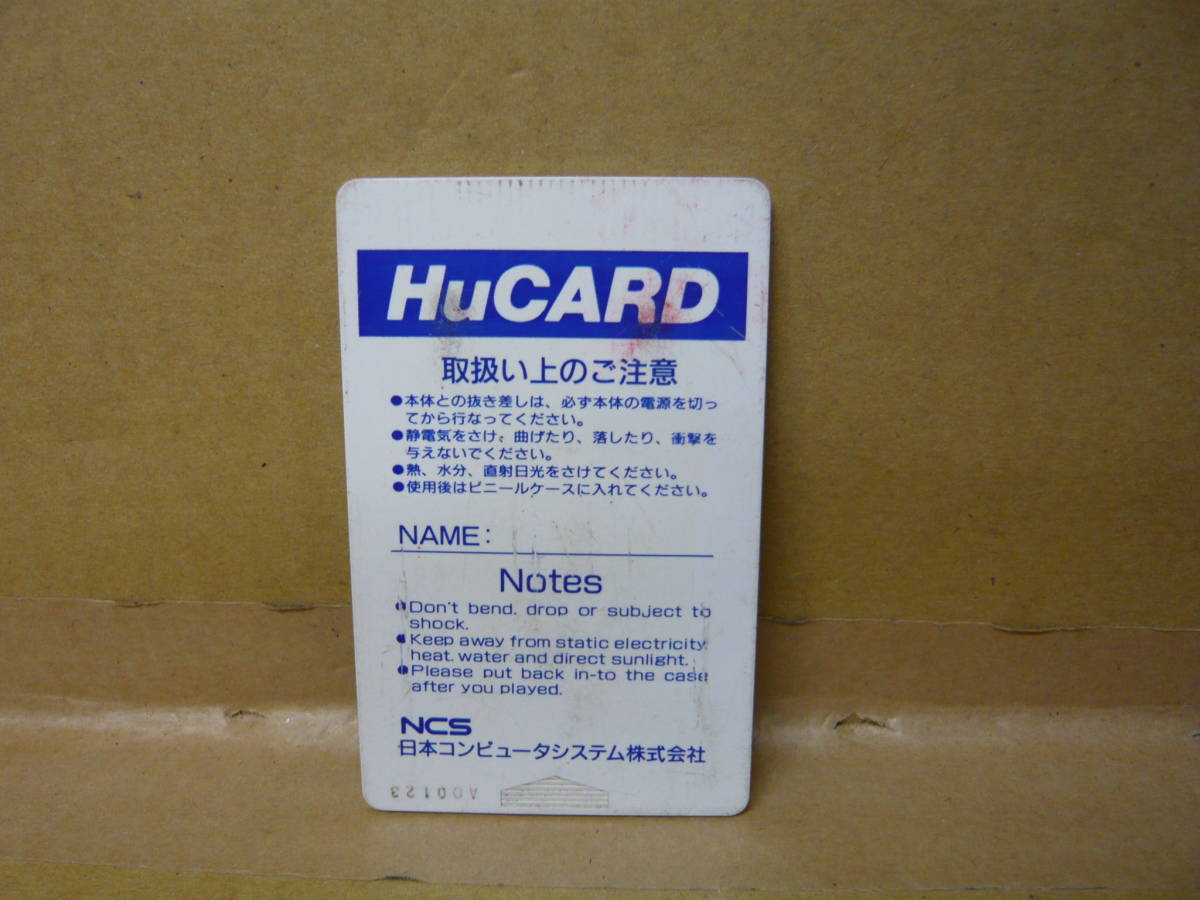 HuCARD
取扱い上のご注意
●本体との抜き差しは、必ず本体の電源を切っ
てから行なってください。
●静電気をさけ、曲げたり、落したり、衝撃を
与えないでください。
●熱、水分、直射日光をさけてください。
●使用後はビニールケースに入れてください。
NAME:
Notes
●Don't bend. drop or subject to
shock.
●Keep away from static electricity.
heat. water and direct sunlight.
●Please put back in-to the case
after you played.
NCS
日本コンピュータシステム株式会社
A00123